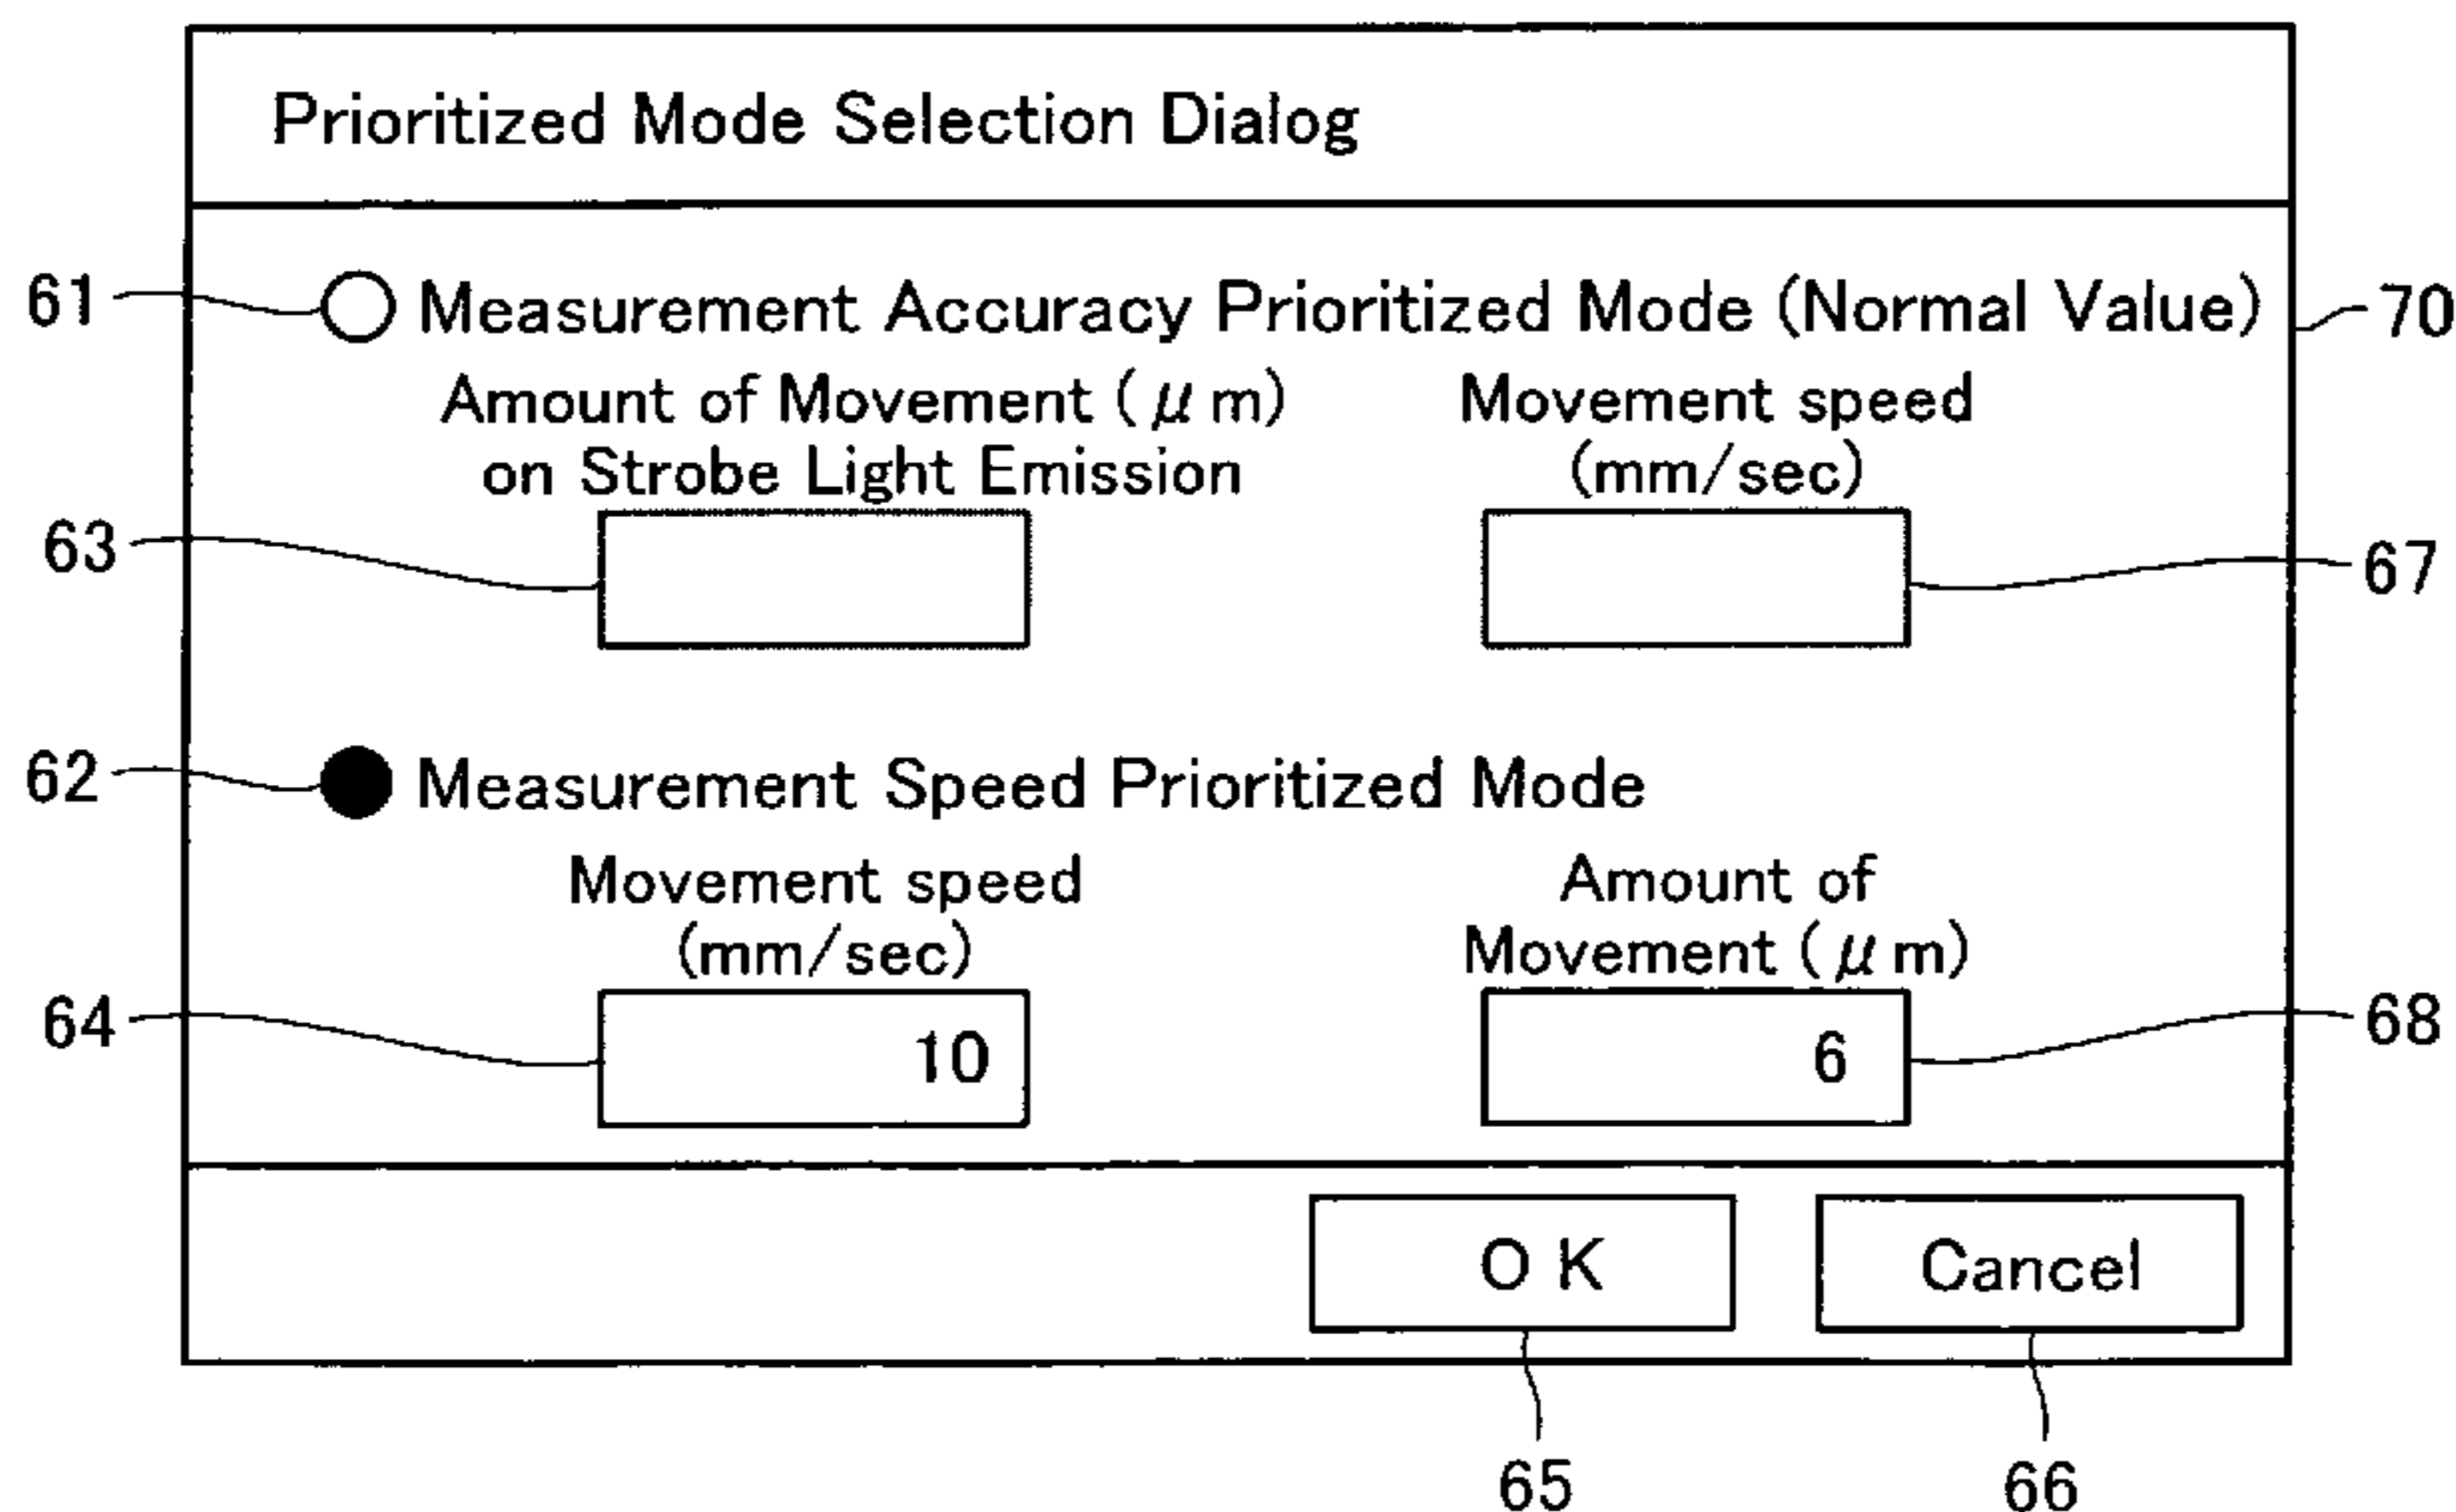 Prioritized Mode Selection Dialog
61 Measurement Accuracy Prioritized Mode (Normal Value) 70
Amount of Movement (μm) Movement speed
on Strobe Light Emission (mm/sec)
63 67
62 Measurement Speed Prioritized Mode
Movement speed Amount of
(mm/sec) Movement (μm)
64 10 6 68
OK Cancel
65 66